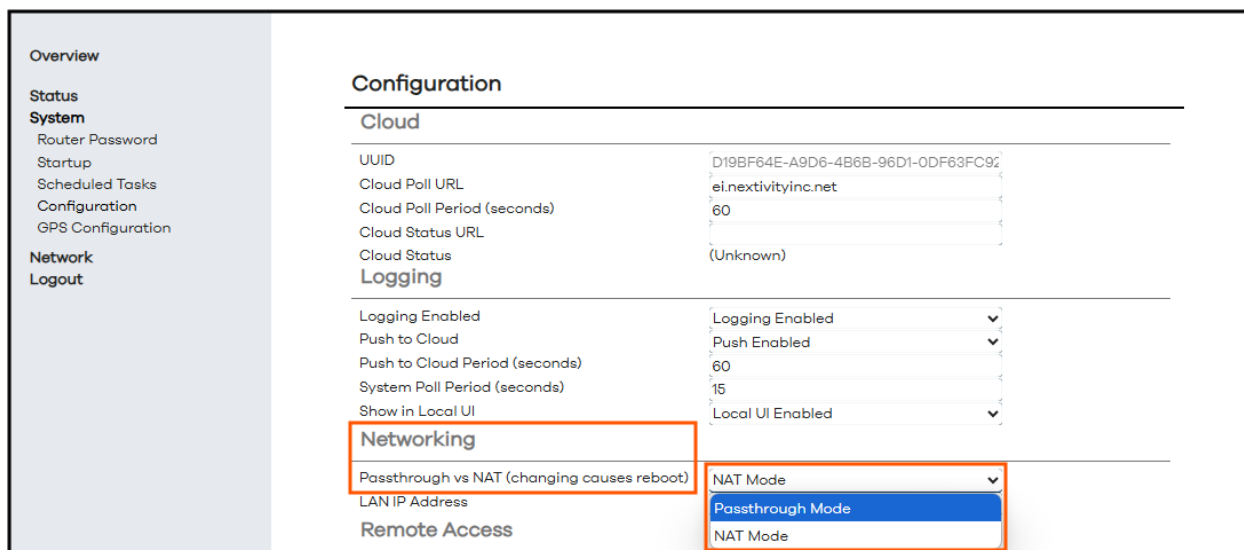 Overview
Status
System
Router Password
Startup
Scheduled Tasks
Configuration
GPS Configuration
Network
Logout
Configuration
Cloud
UUID D19BF64E-A9D6-4B6B-96D1-0DF63FC92
Cloud Poll URL ei.nextivityinc.net
Cloud Poll Period (seconds) 60
Cloud Status URL
Cloud Status (Unknown)
Logging
Logging Enabled Logging Enabled
Push to Cloud Push Enabled
Push to Cloud Period (seconds) 60
System Poll Period (seconds) 15
Show in Local UI Local UI Enabled
Networking
Passthrough vs NAT (changing causes reboot) NAT Mode
LAN IP Address
Passthrough Mode
Remote Access
NAT Mode